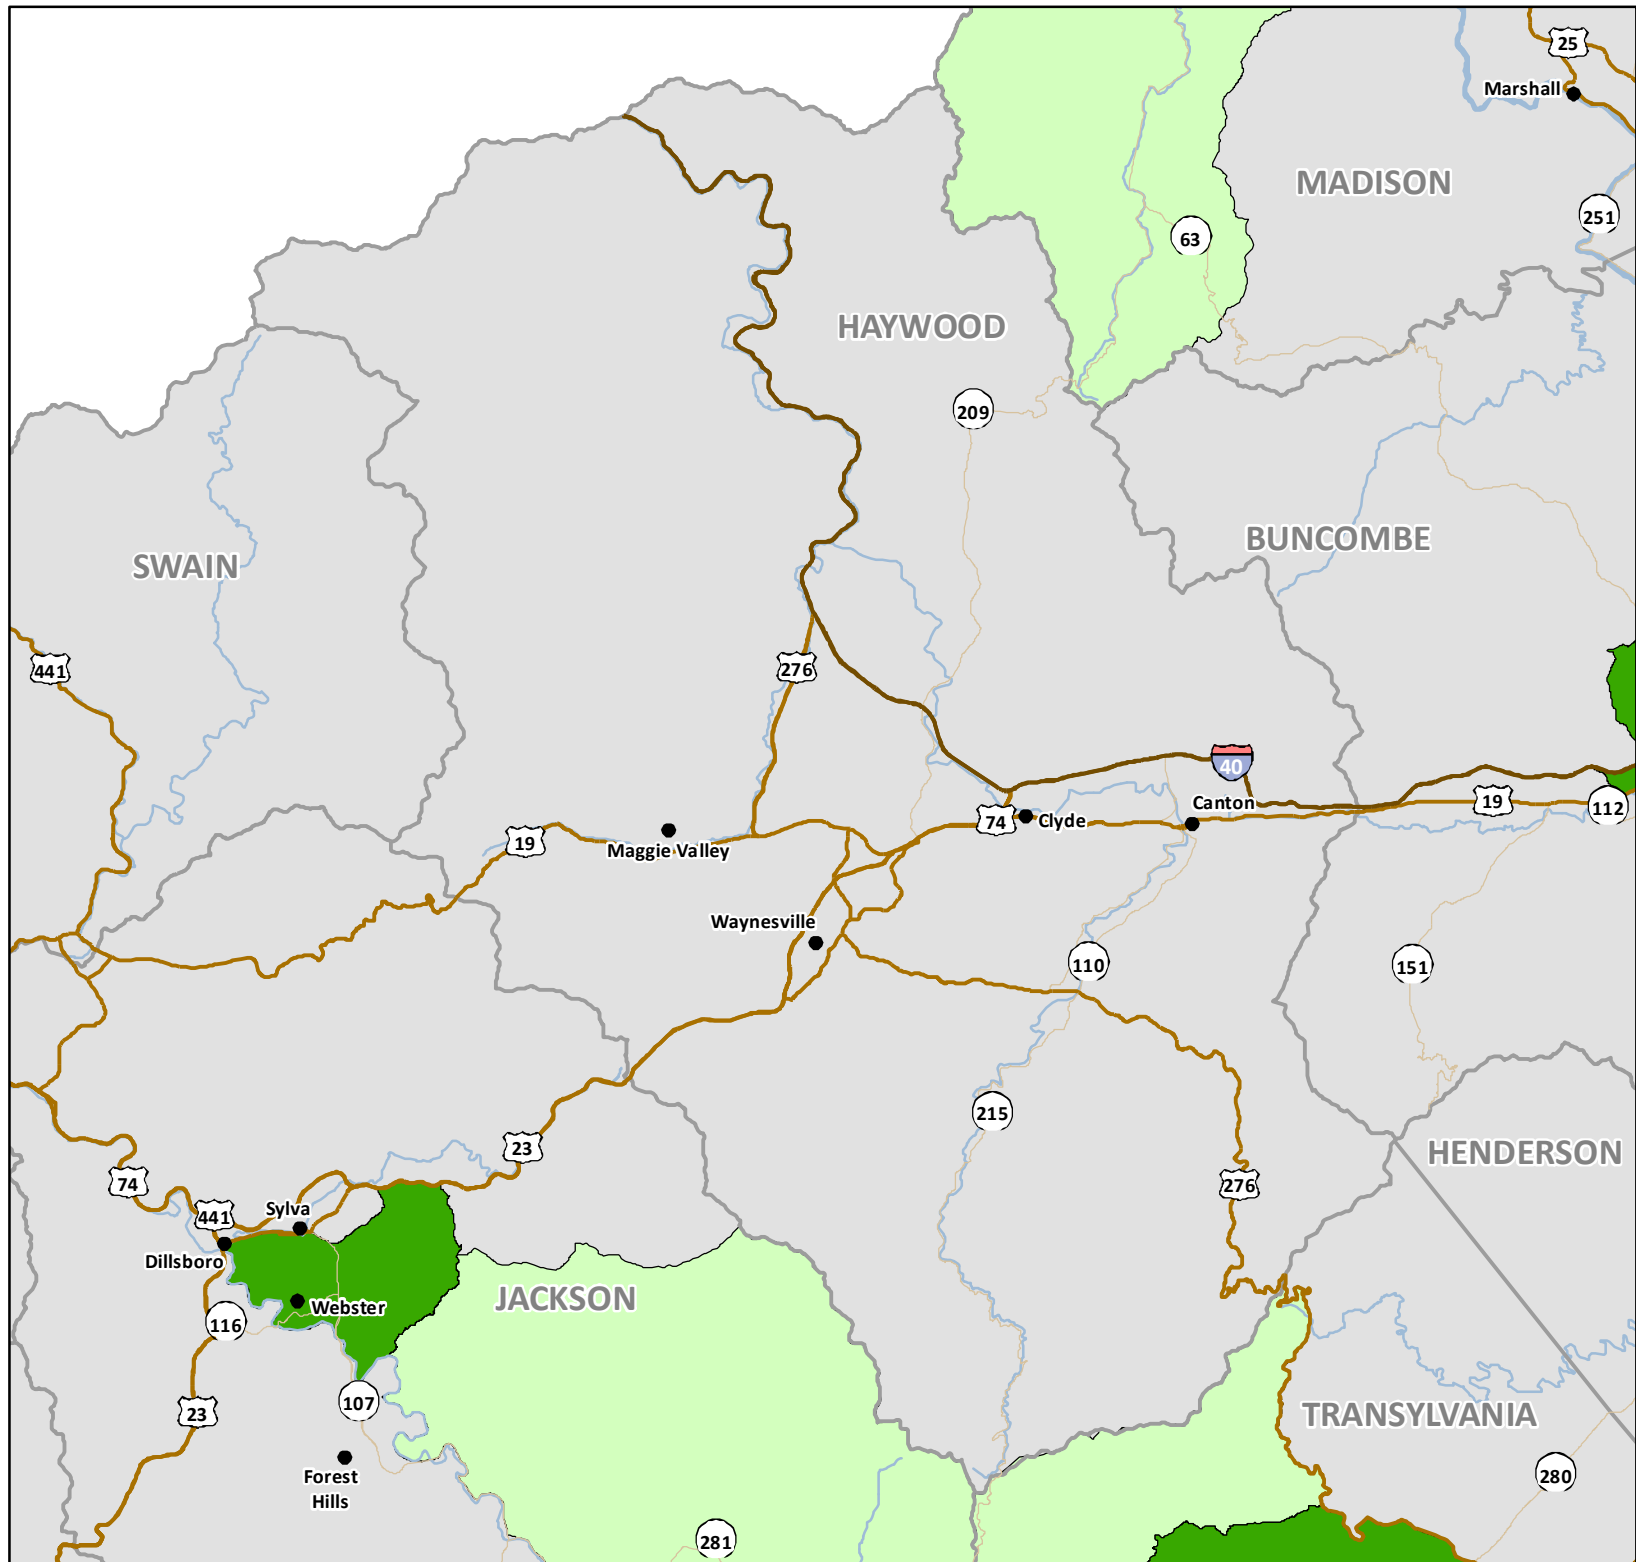 25
Marshall
MADISON
251
63
HAYWOOD
209
BUNCOMBE
SWAIN
441
276
40
Canton
19
112
74
Clyde
19
Maggie Valley
Waynesville
110
151
215
23
HENDERSON
74
276
441
Sylva
Dillsboro
JACKSON
Webster
116
107
23
TRANSYLVANIA
Forest
Hills
280
281